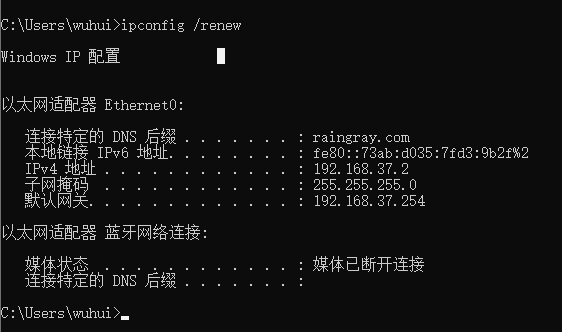 C:\Users\wuhui>ipconfig /renew
Windows IP 配置
以太网适配器 Ethernet0:
连接特定的 DNS 后缀 . . . . . . . : raingray.com
本地链接 IPv6 地址. . . . . . . . : fe80::73ab:d035:7fd3:9b2f%2
IPv4 地址 . . . . . . . . . . . . : 192.168.37.2
子网掩码  . . . . . . . . . . . . : 255.255.255.0
默认网关. . . . . . . . . . . . . : 192.168.37.254
以太网适配器 蓝牙网络连接:
媒体状态  . . . . . . . . . . . . : 媒体已断开连接
连接特定的 DNS 后缀 . . . . . . . :
C:\Users\wuhui>